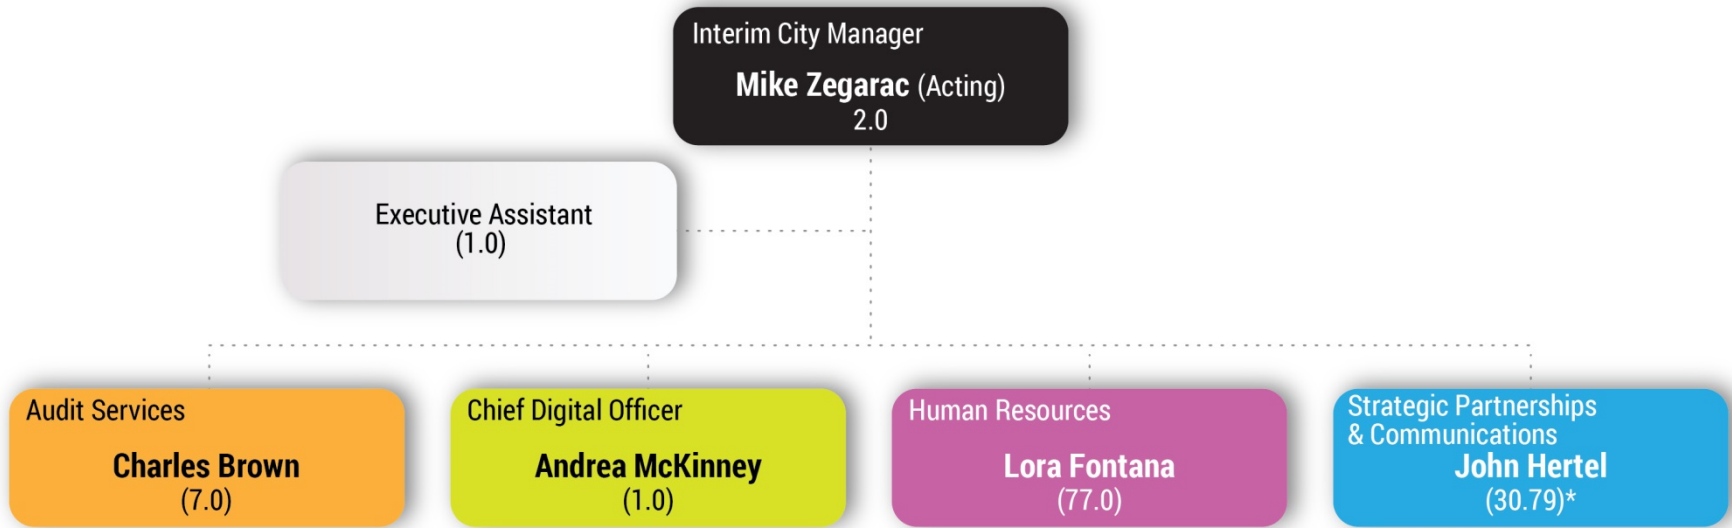 Interim City Manager
Mike Zegarac (Acting)
2.0
Executive Assistant
(1.0)
Audit Services
Charles Brown
(7.0)
Chief Digital Officer
Andrea McKinney
(1.0)
Human Resources
Lora Fontana
(77.0)
Strategic Partnerships
& Communications
John Hertel
(30.79)*